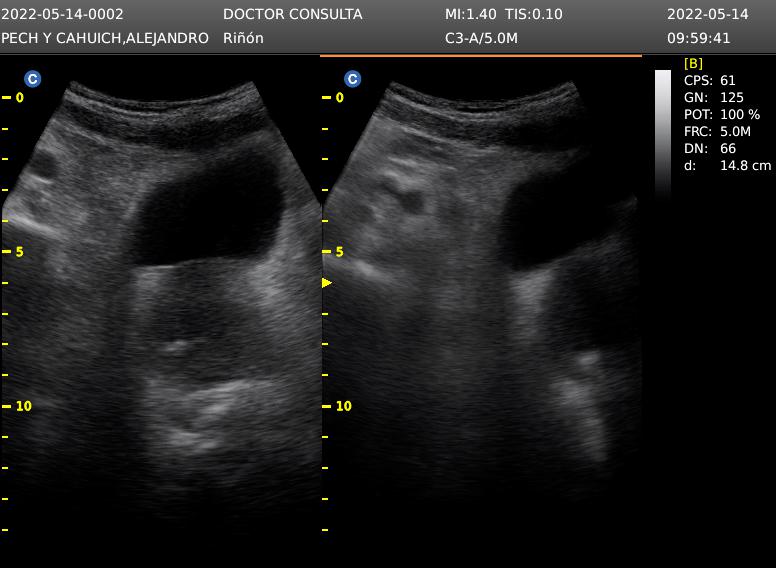 2022-05-14-0002 DOCTOR CONSULTA MI:1.40 TIS:0.10 2022-05-14
PECH Y CAHUICH,ALEJANDRO Riñón C3-A/5.0M 09:59:41
[B]
C C
CPS: 61
0 0
GN: 125
POT: 100 %
FRC: 5.0M
DN: 66
d: 14.8 cm
5 5
10 10